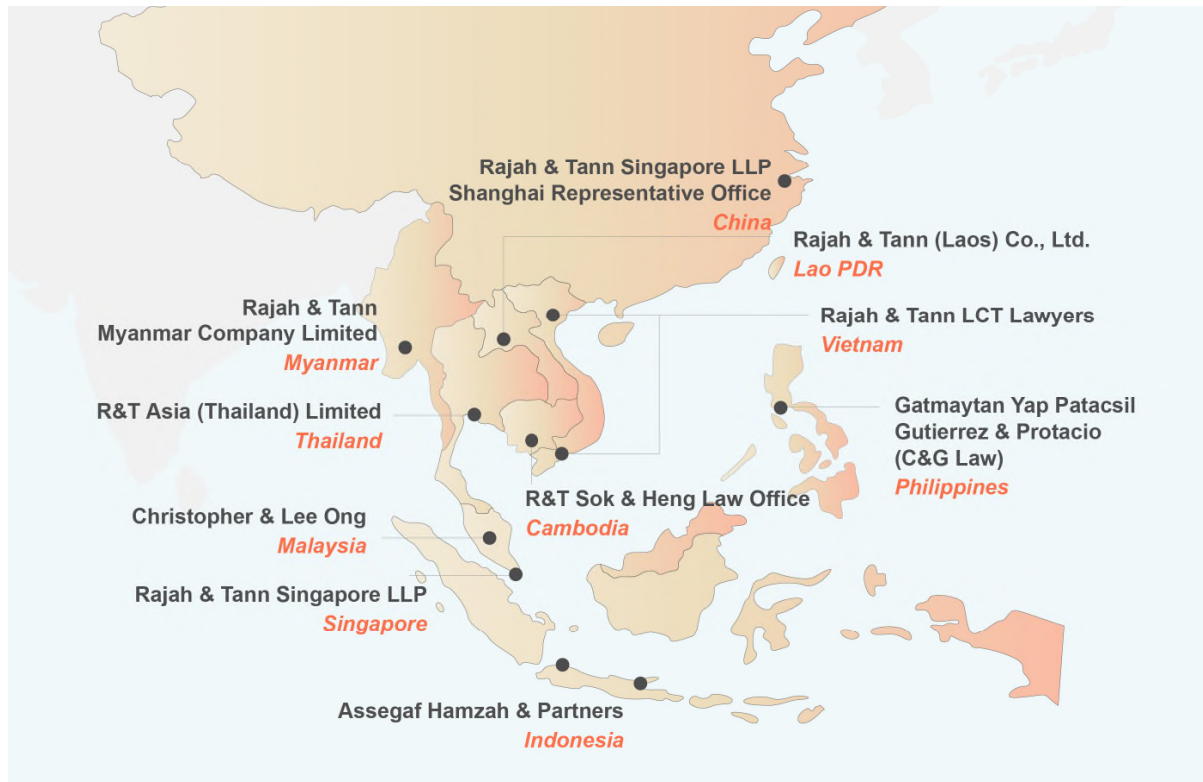 Rajah & Tann Singapore LLP
Shanghai Representative Office
China
Rajah & Tann (Laos) Co., Ltd.
Lao PDR
Rajah & Tann
Myanmar Company Limited
Myanmar
Rajah & Tann LCT Lawyers
Vietnam
R&T Asia (Thailand) Limited
Thailand
Gatmaytan Yap Patacsil
Gutierrez & Protacio
(C&G Law)
Philippines
R&T Sok & Heng Law Office
Cambodia
Christopher & Lee Ong
Malaysia
Rajah & Tann Singapore LLP
Singapore
Assegaf Hamzah & Partners
Indonesia